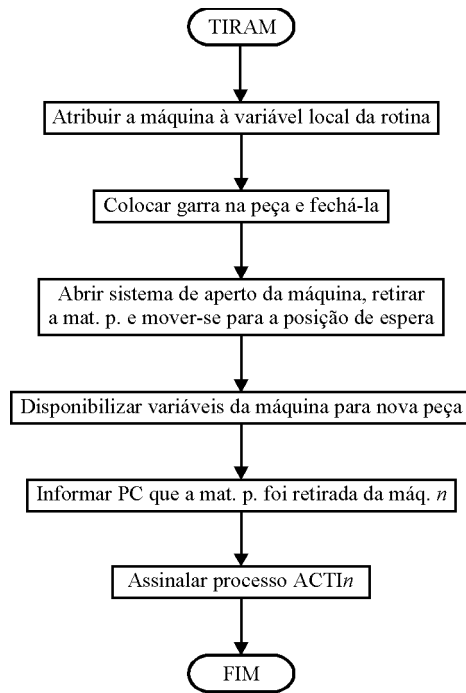 TIRAM
Atribuir a máquina à variável local da rotina
Colocar garra na peça e fechá-la
Abrir sistema de aperto da máquina, retirar
a mat. p. e mover-se para a posição de espera
Disponibilizar variáveis da máquina para nova peça
Informar PC que a mat. p. foi retirada da máq. n
Assinalar processo ACTIn
FIM